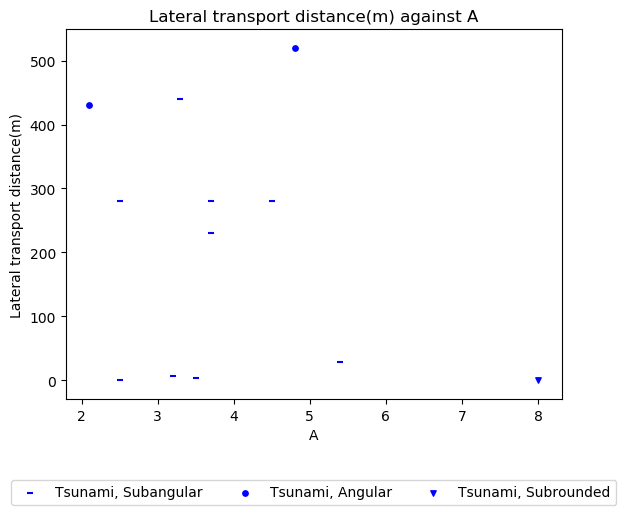 Lateral transport distance(m) against A
Lateral transport distance(m)
500
400
300
200
100
0
2 3 4 5 6 7 8
A
Tsunami, Subangular Tsunami, Angular Tsunami, Subrounded